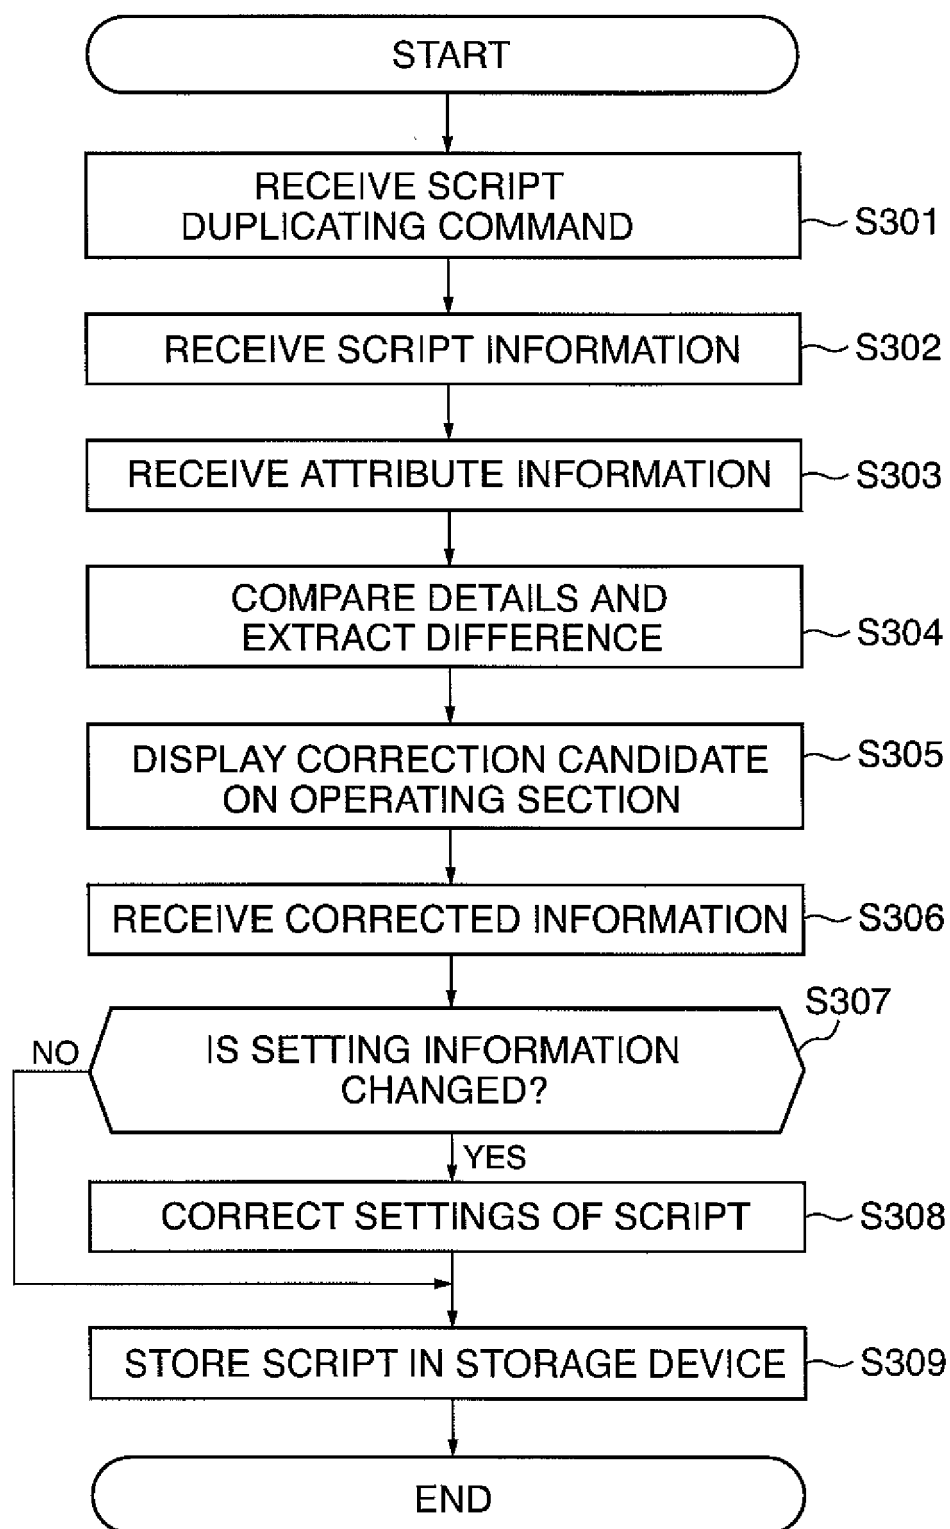 START
RECEIVE SCRIPT
DUPLICATING COMMAND
S301
RECEIVE SCRIPT INFORMATION
S302
RECEIVE ATTRIBUTE INFORMATION
S303
COMPARE DETAILS AND
EXTRACT DIFFERENCE
S304
DISPLAY CORRECTION CANDIDATE
ON OPERATING SECTION
S305
RECEIVE CORRECTED INFORMATION
S306
S307
IS SETTING INFORMATION
CHANGED?
NO
YES
CORRECT SETTINGS OF SCRIPT
S308
STORE SCRIPT IN STORAGE DEVICE
S309
END